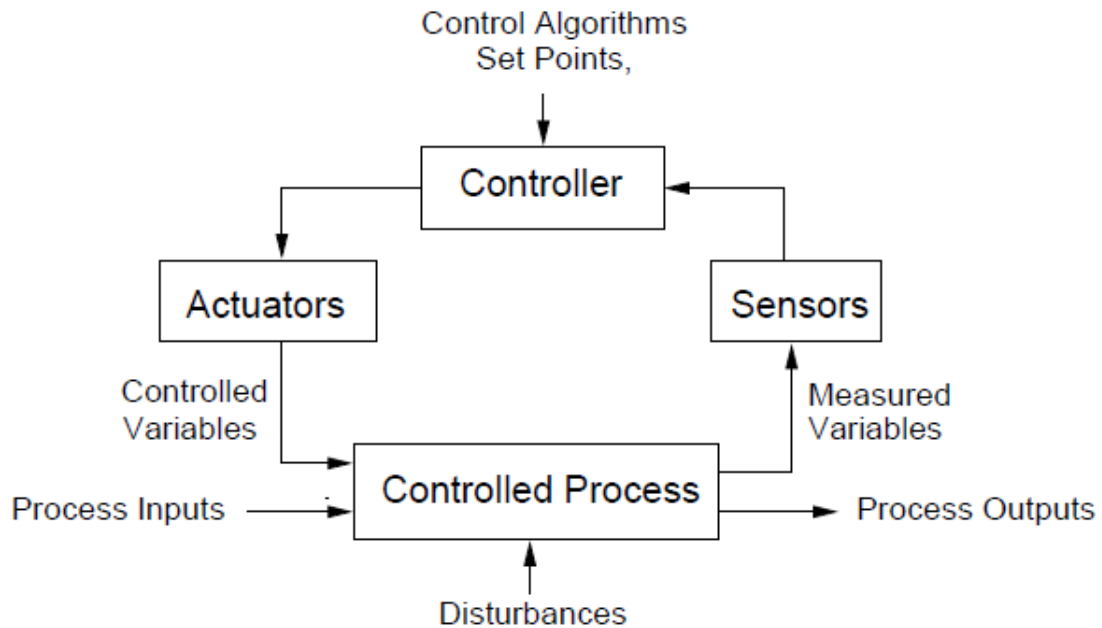 Control Algorithms
Set Points,
Controller
Actuators
Sensors
Controlled
Variables
Measured
Variables
Controlled Process
Process Inputs
Process Outputs
Disturbances